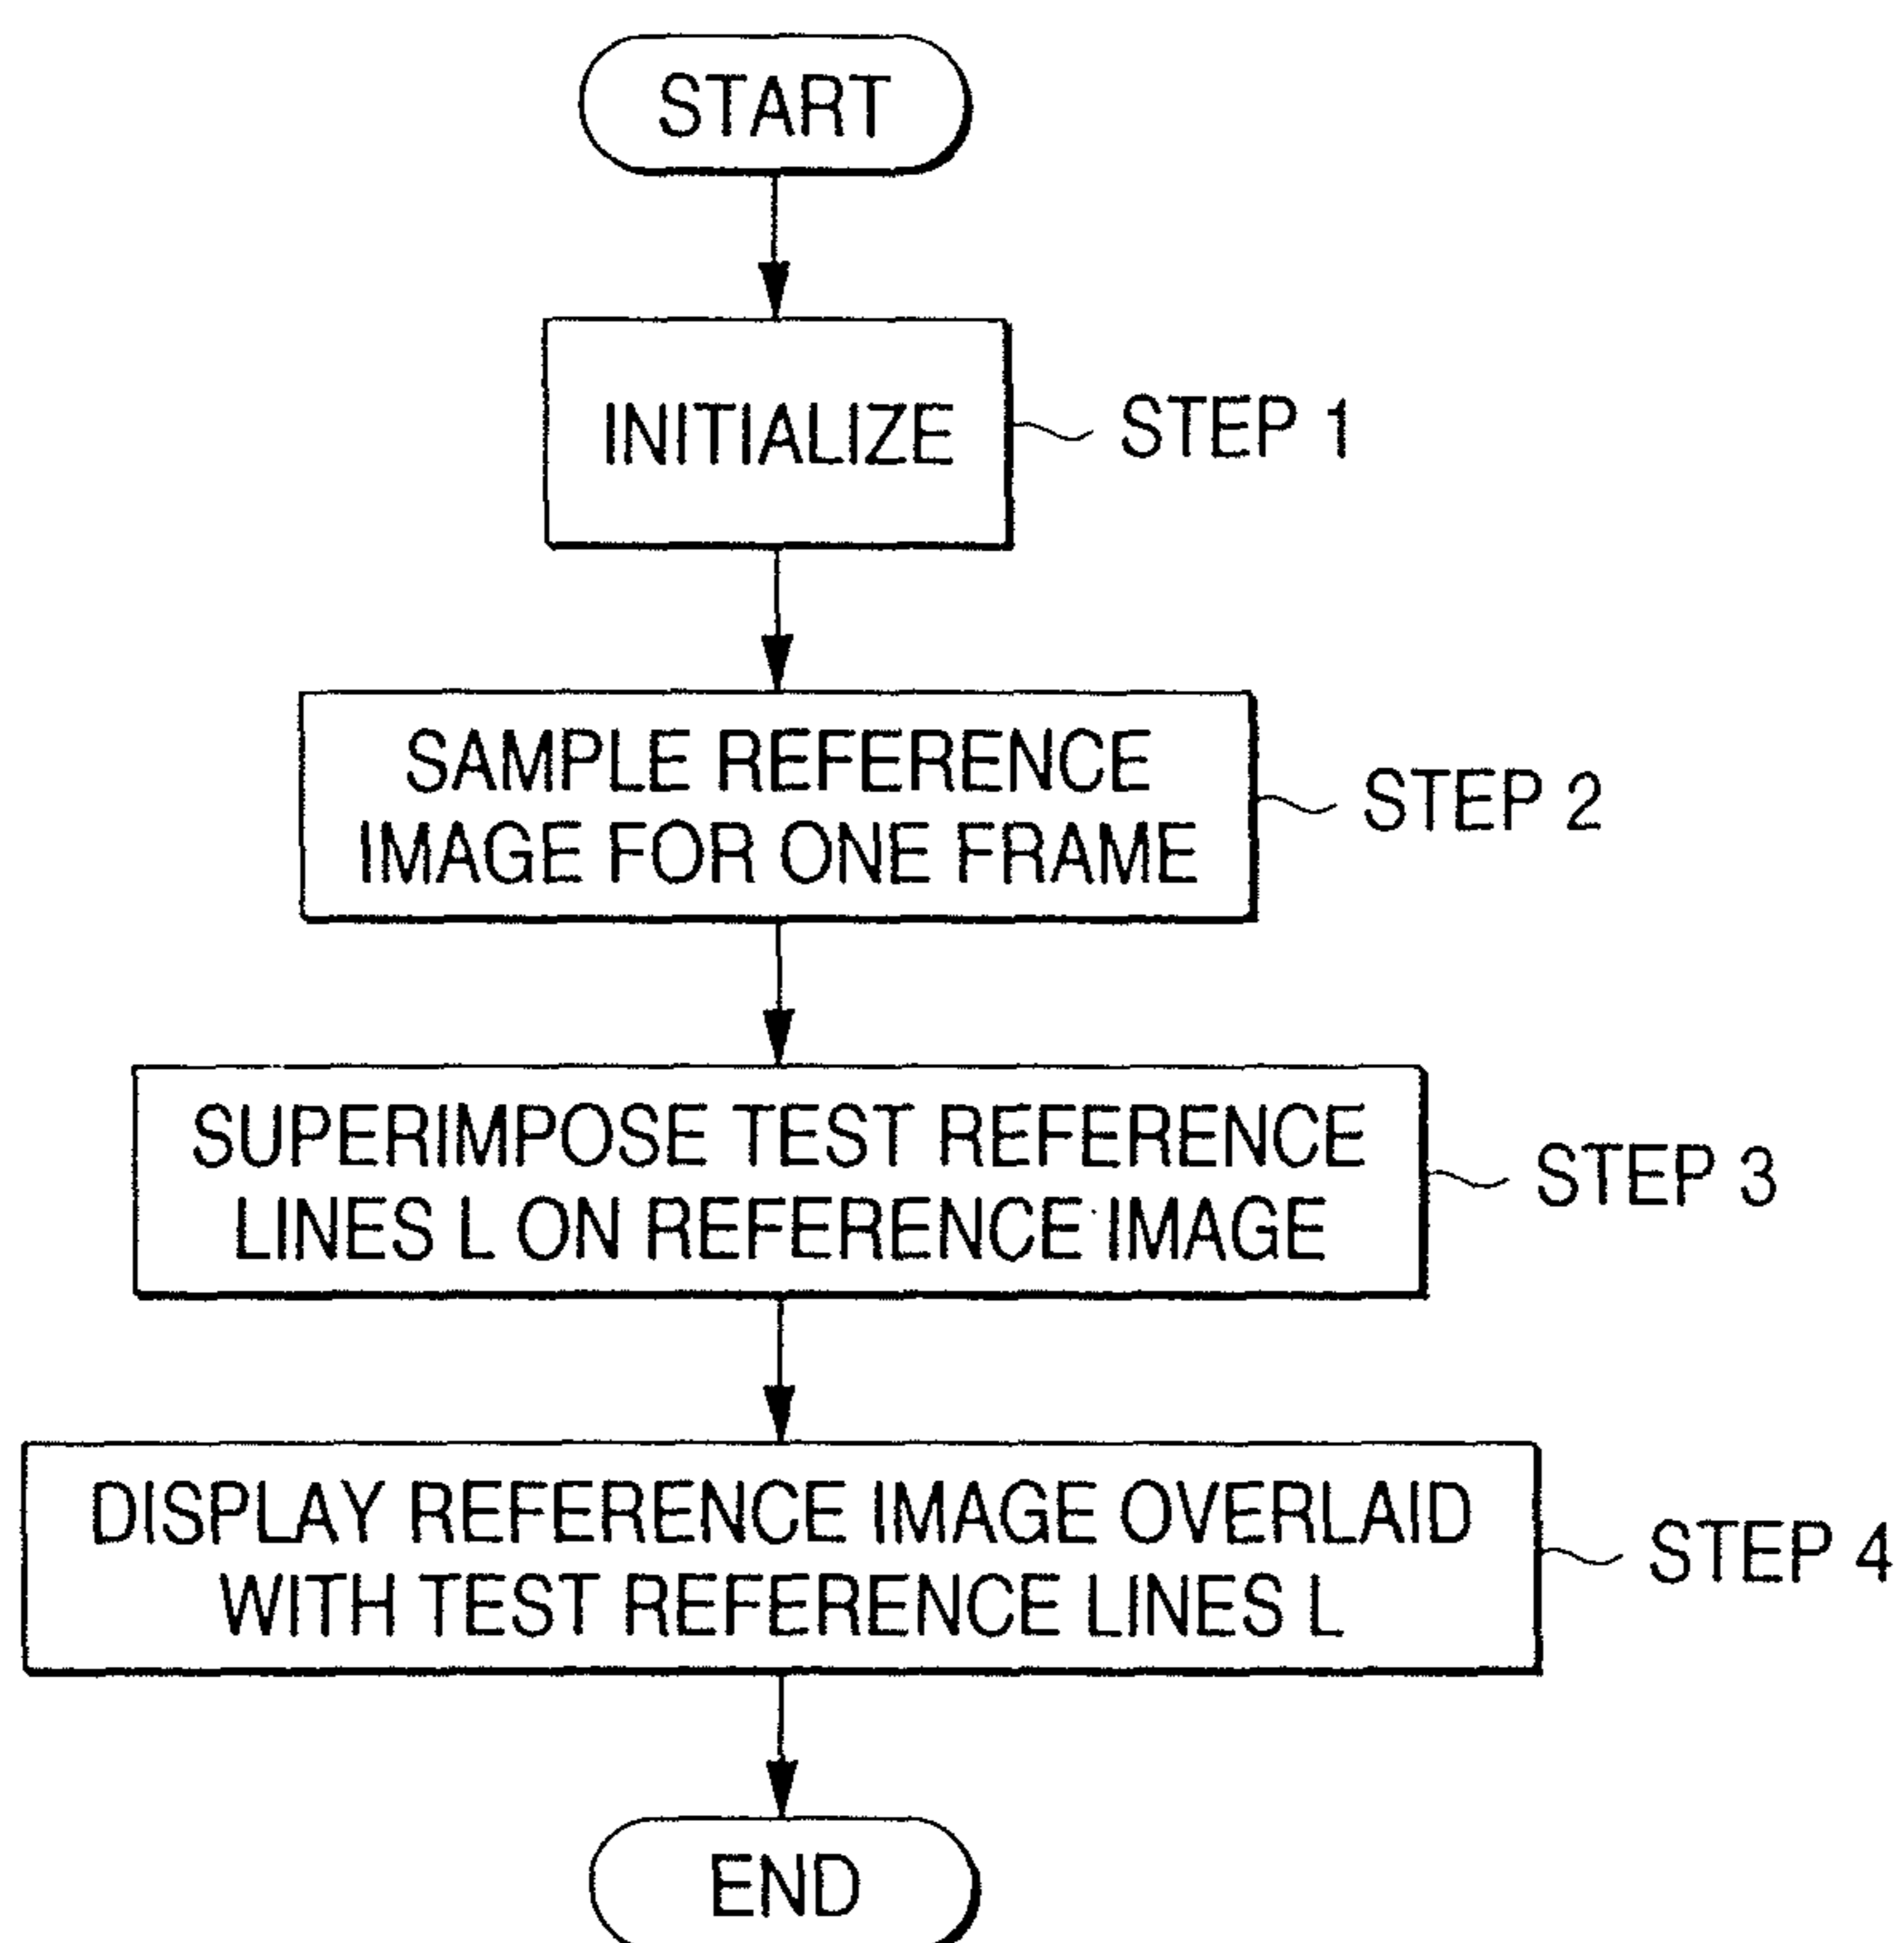 START
INITIALIZE
STEP 1
SAMPLE REFERENCE
IMAGE FOR ONE FRAME
STEP 2
SUPERIMPOSE TEST REFERENCE
LINES L ON REFERENCE IMAGE
STEP 3
DISPLAY REFERENCE IMAGE OVERLAID
WITH TEST REFERENCE LINES L
STEP 4
END